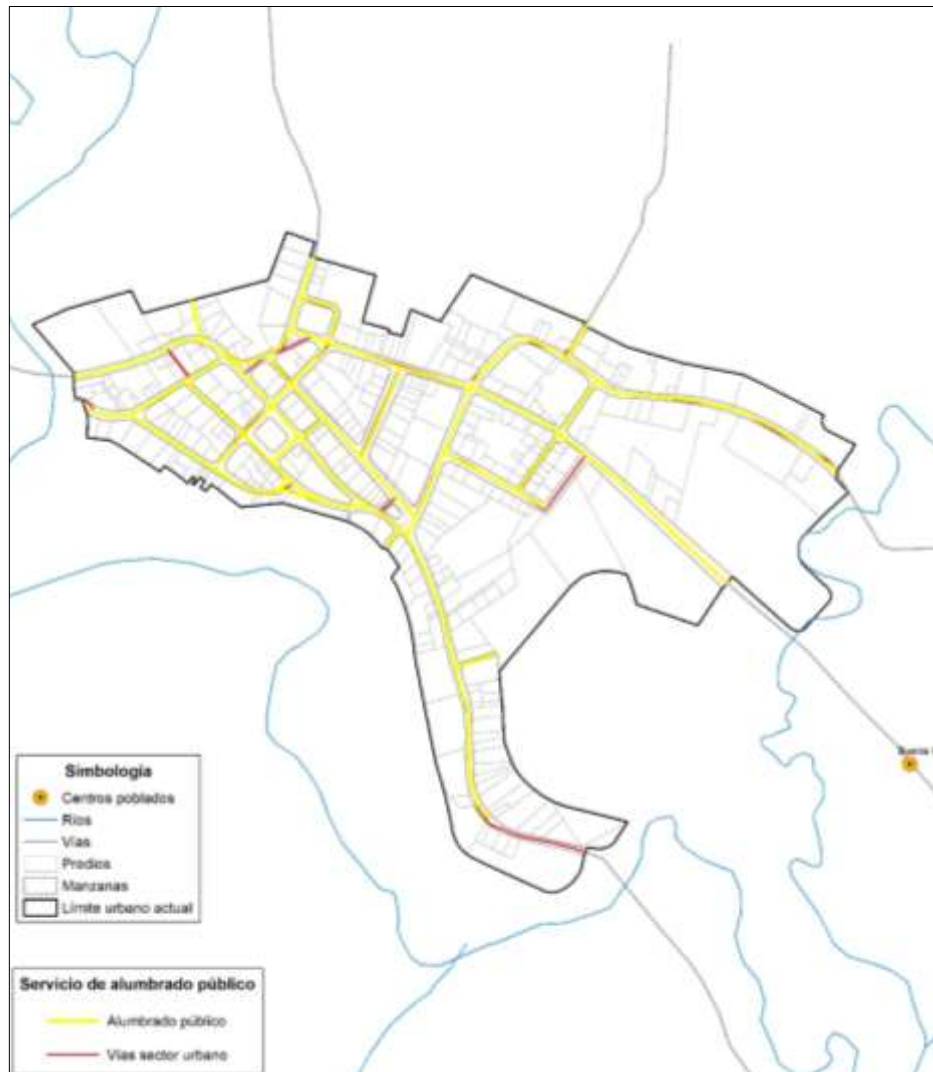 Simbología
Centros poblados
Ríos
Vías
Predios
Manzanas
Límite urbano actual
Servicio de alumbrado público
Alumbrado público
Vías sector urbano